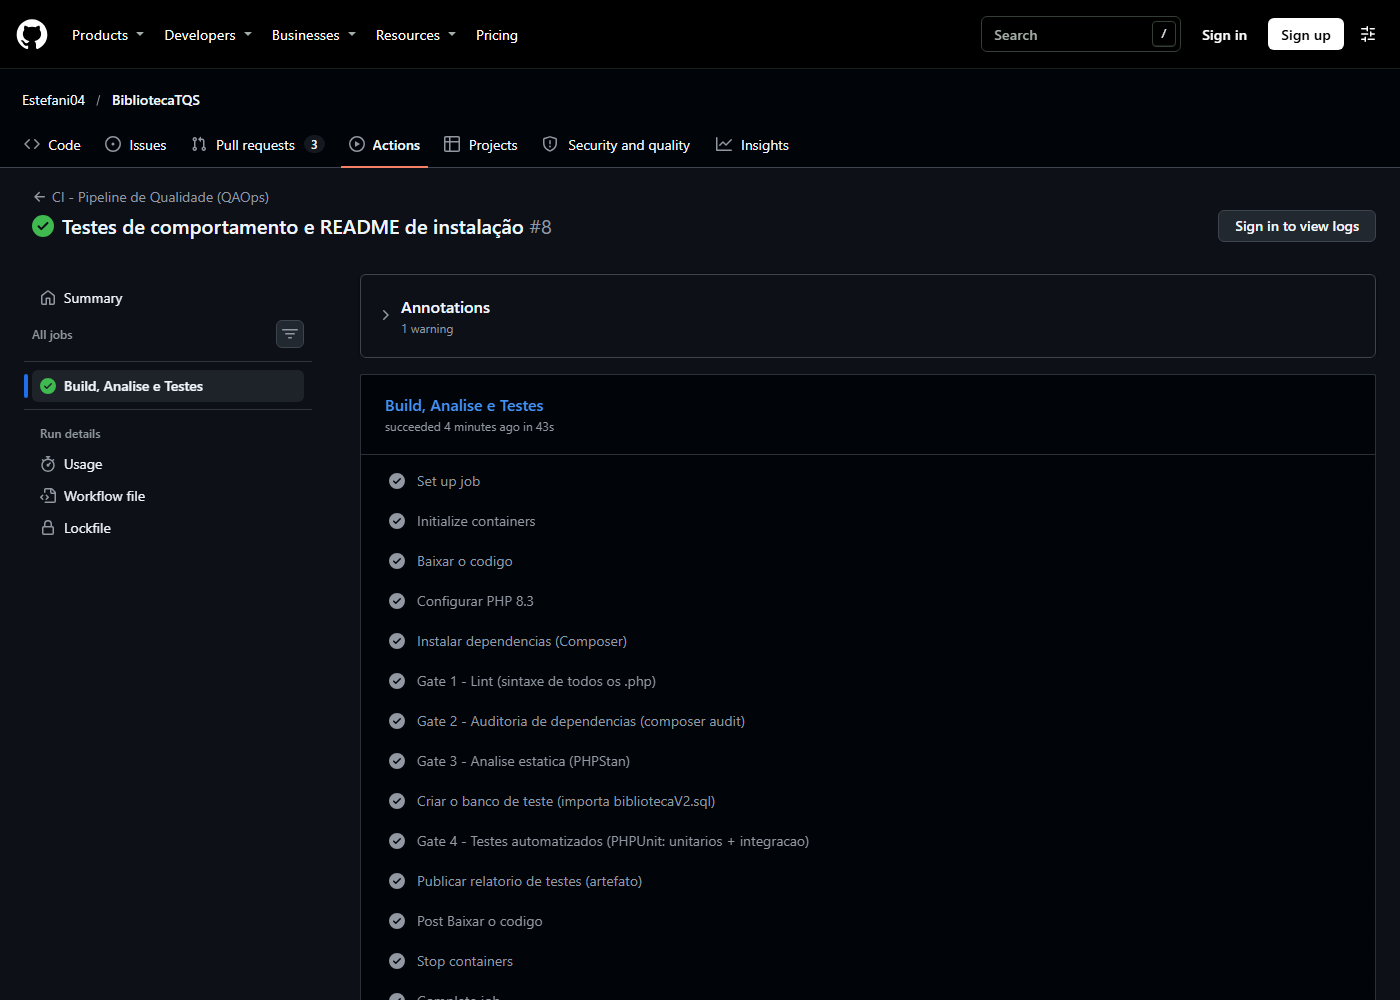 Products Developers Businesses Resources Pricing Search / Sign in Sign up
Estefani04 / BibliotecaTQS
Code Issues Pull requests 3 Actions Projects Security and quality Insights
CI - Pipeline de Qualidade (QAOps)
Testes de comportamento e README de instalação #8
Sign in to view logs
Summary
All jobs
Build, Analise e Testes
Run details
Usage
Workflow file
Lockfile
Annotations
1 warning
Build, Analise e Testes
succeeded 4 minutes ago in 43s
Set up job
Initialize containers
Baixar o codigo
Configurar PHP 8.3
Instalar dependencias (Composer)
Gate 1 - Lint (sintaxe de todos os .php)
Gate 2 - Auditoria de dependencias (composer audit)
Gate 3 - Analise estatica (PHPStan)
Criar o banco de teste (importa bibliotecaV2.sql)
Gate 4 - Testes automatizados (PHPUnit: unitarios + integracao)
Publicar relatorio de testes (artefato)
Post Baixar o codigo
Stop containers
Complete job